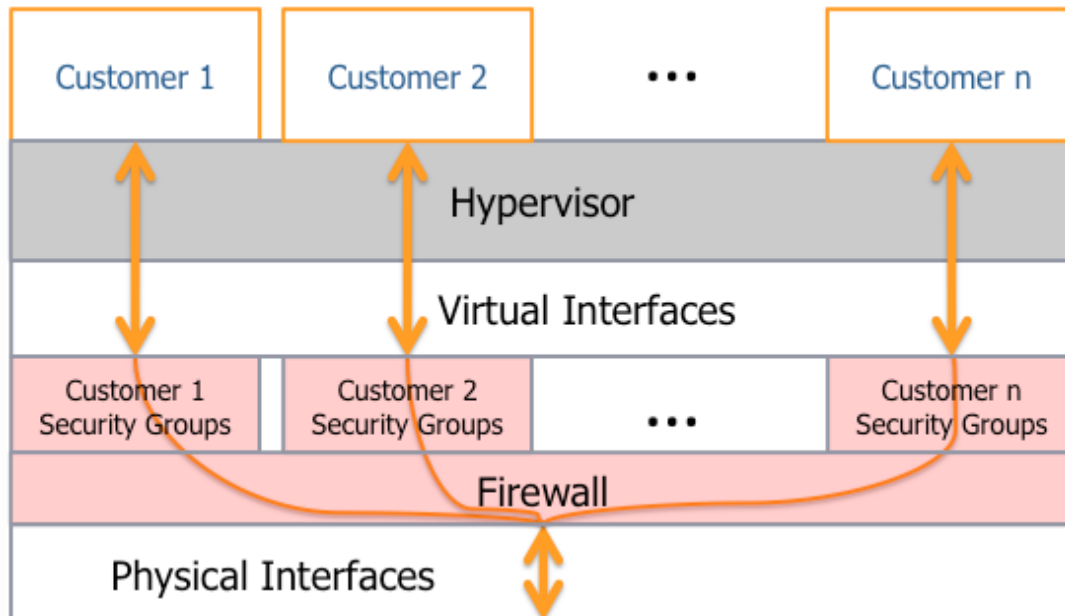 Customer 1
Customer 2
...
Customer n
Hypervisor
Virtual Interfaces
Customer 1
Security Groups
Customer 2
Security Groups
...
Customer n
Security Groups
Firewall
Physical Interfaces